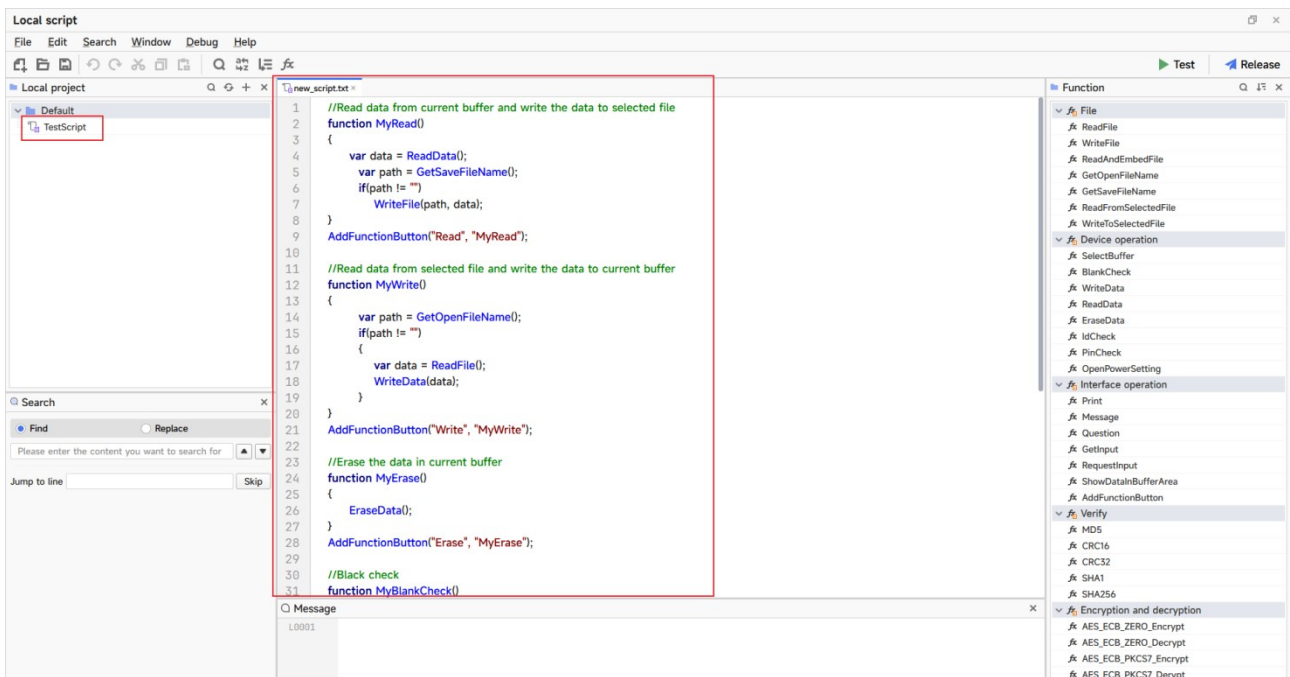 Local script
File Edit Search Window Debug Help
Test Release
Local project
Default
TestScript
Search
Find Replace
Please enter the content you want to search for
Jump to line Skip
new_script.txt
1 //Read data from current buffer and write the data to selected file
2 function MyRead()
3 {
4 var data = ReadData();
5 var path = GetSaveFileName();
6 if(path != "")
7 WriteFile(path, data);
8 }
9 AddFunctionButton("Read", "MyRead");
10
11 //Read data from selected file and write the data to current buffer
12 function MyWrite()
13 {
14 var path = GetOpenFileName();
15 if(path != "")
16 {
17 var data = ReadFile();
18 WriteData(data);
19 }
20 }
21 AddFunctionButton("Write", "MyWrite");
22
23 //Erase the data in current buffer
24 function MyErase()
25 {
26 EraseData();
27 }
28 AddFunctionButton("Erase", "MyErase");
29
30 //Black check
31 function MyBlankCheck()
Message
L0001
Function
File
ReadFile
WriteFile
ReadAndEmbedFile
GetOpenFileName
GetSaveFileName
ReadFromSelectedFile
WriteToSelectedFile
Device operation
SelectBuffer
BlankCheck
WriteData
ReadData
EraseData
IdCheck
PinCheck
OpenPowerSetting
Interface operation
Print
Message
Question
GetInput
RequestInput
ShowDataInBufferArea
AddFunctionButton
Verify
MD5
CRC16
CRC32
SHA1
SHA256
Encryption and decryption
AES_ECB_ZERO_Encrypt
AES_ECB_ZERO_Decrypt
AES_ECB_PKCS7_Encrypt